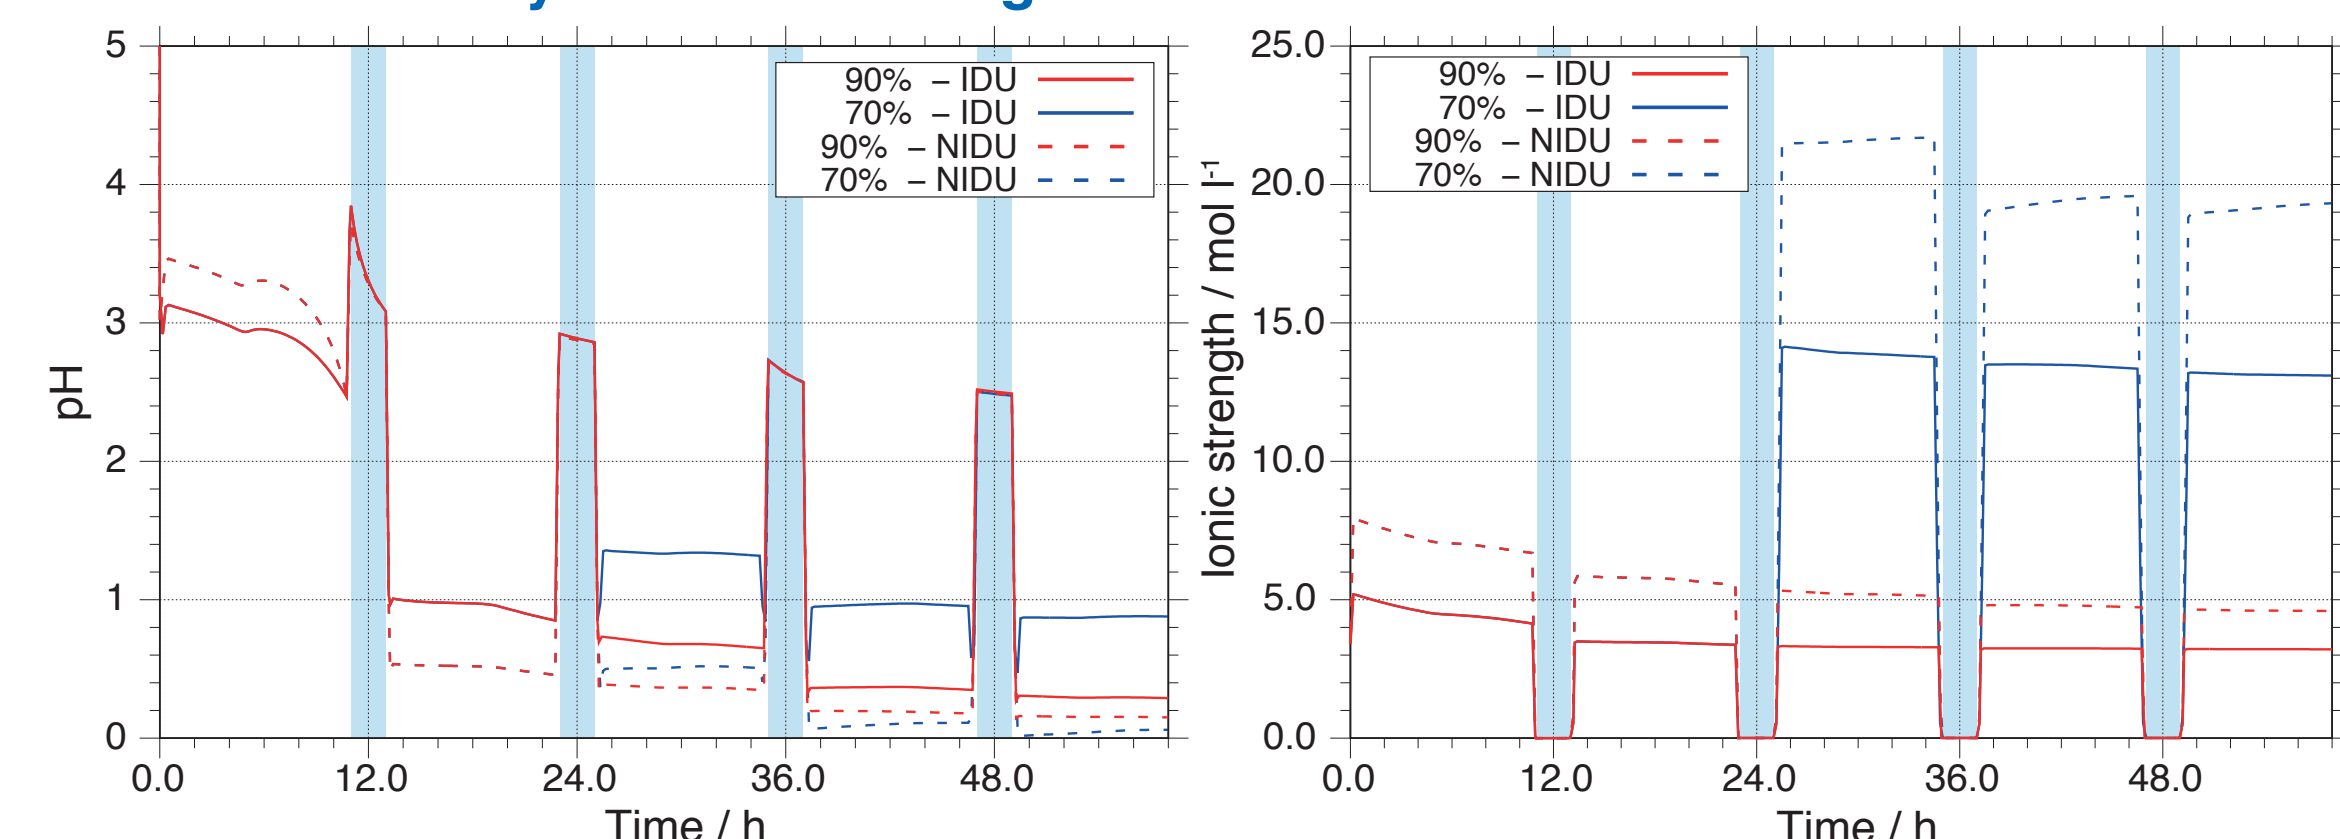 5
4
3
2
1
0
pH
0.0 12.0 24.0 36.0 48.0
Time / h
90% – IDU
70% – IDU
90% – NIDU
70% – NIDU
25.0
20.0
15.0
10.0
5.0
0.0
Ionic strength / mol l⁻¹
0.0 12.0 24.0 36.0 48.0
Time / h
90% – IDU
70% – IDU
90% – NIDU
70% – NIDU